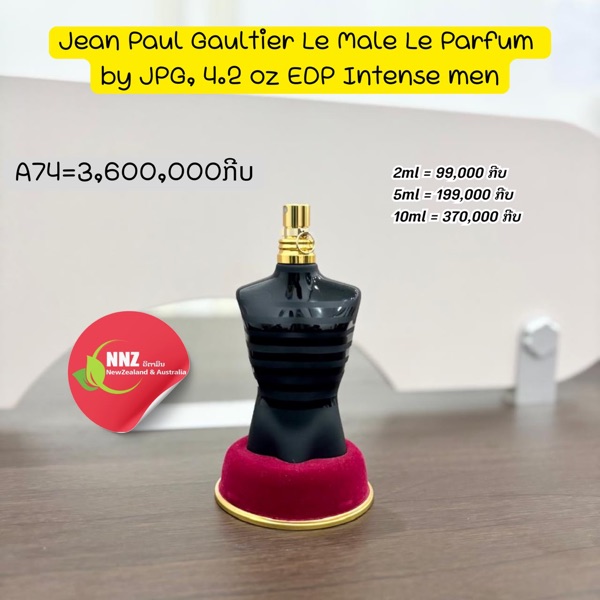 Jean Paul Gaultier Le Male Le Parfum
by JPG, 4.2 oz EDP Intense men
A74=3,600,000ກີບ
2ml = 99,000 ກີບ
5ml = 199,000 ກີບ
10ml = 370,000 ກີບ
NNZ
NewZealand & Australia